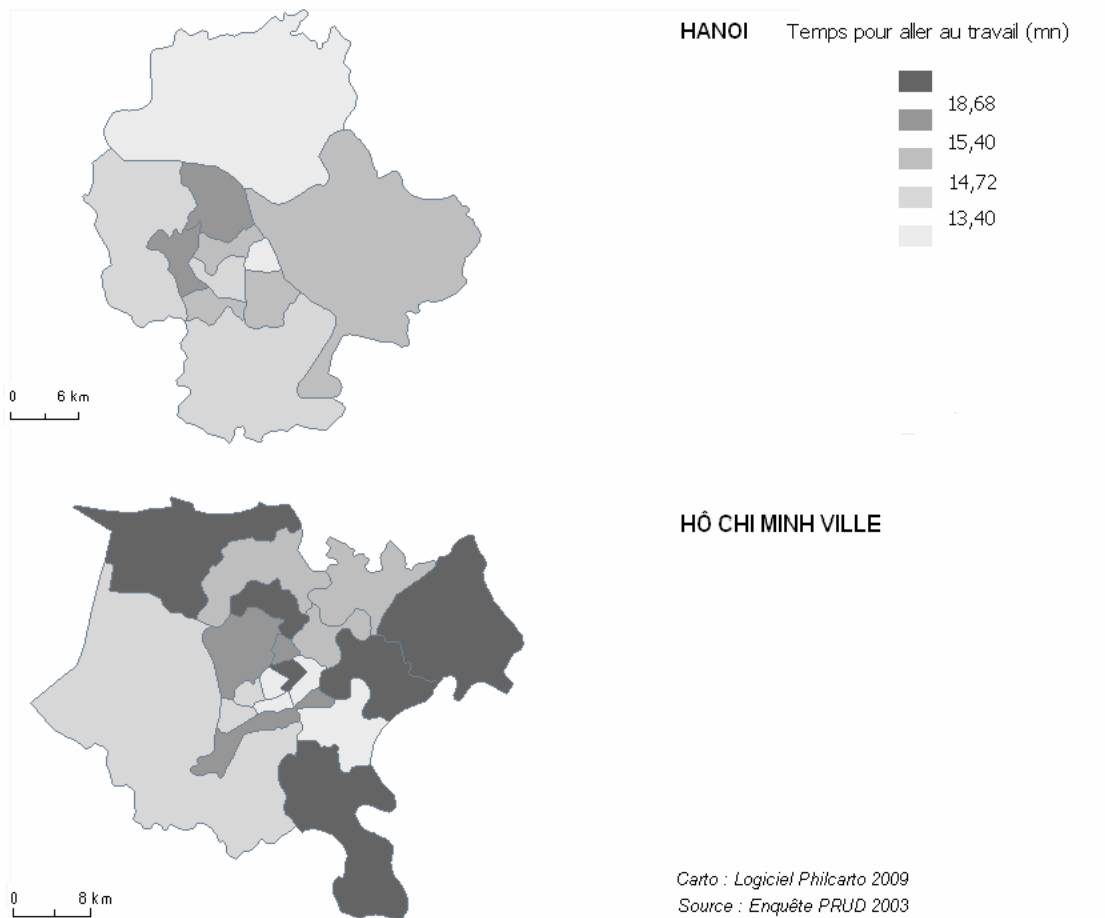 HANOI Temps pour aller au travail (mn)
18,68
15,40
14,72
13,40
0 6 km
HÔ CHI MINH VILLE
0 8 km
Carto : Logiciel Philcarto 2009
Source : Enquête PRUD 2003